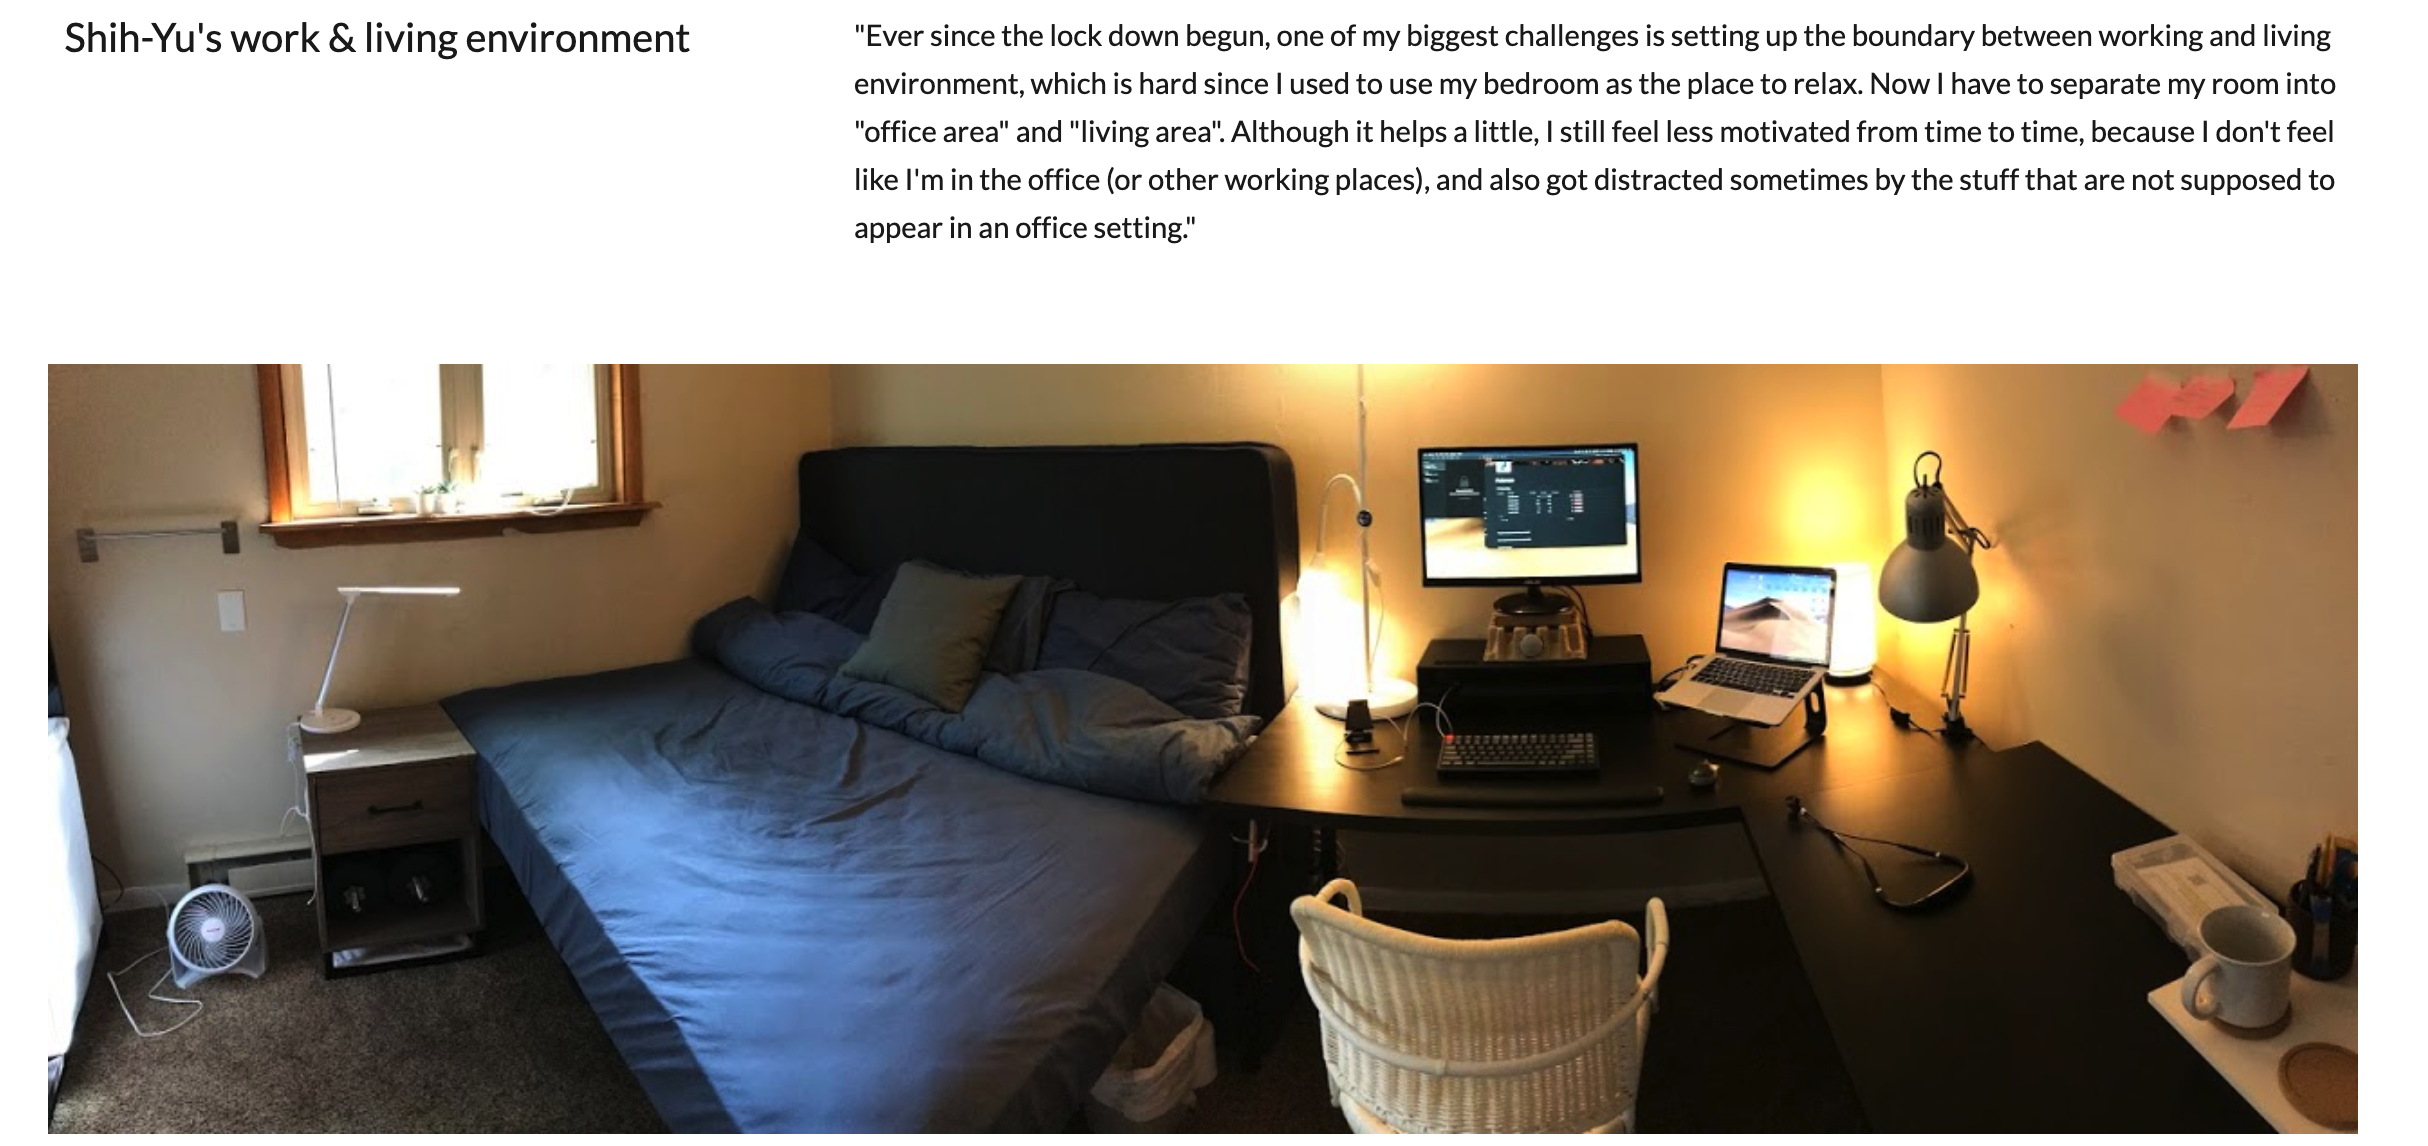 Shih-Yu's work & living environment
"Ever since the lock down begun, one of my biggest challenges is setting up the boundary between working and living
environment, which is hard since I used to use my bedroom as the place to relax. Now I have to separate my room into
"office area" and "living area". Although it helps a little, I still feel less motivated from time to time, because I don't feel
like I'm in the office (or other working places), and also got distracted sometimes by the stuff that are not supposed to
appear in an office setting."